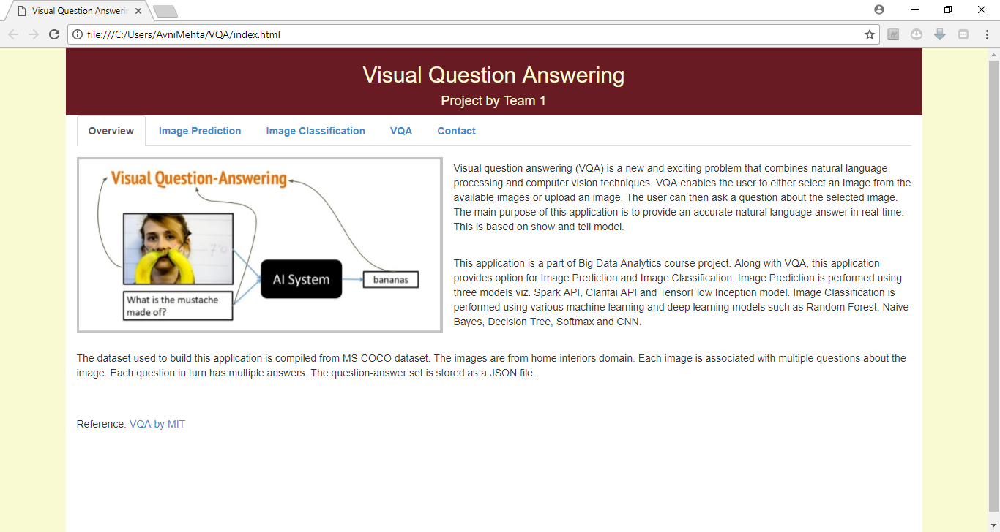 Visual Question Answerin
file:///C:/Users/AvniMehta/VQA/index.html
Visual Question Answering
Project by Team 1
Overview Image Prediction Image Classification VQA Contact
Visual Question-Answering
What is the mustache
made of?
AI System
bananas
Visual question answering (VQA) is a new and exciting problem that combines natural language
processing and computer vision techniques. VQA enables the user to either select an image from the
available images or upload an image. The user can then ask a question about the selected image.
The main purpose of this application is to provide an accurate natural language answer in real-time.
This is based on show and tell model.
This application is a part of Big Data Analytics course project. Along with VQA, this application
provides option for Image Prediction and Image Classification. Image Prediction is performed using
three models viz. Spark API, Clarifai API and TensorFlow Inception model. Image Classification is
performed using various machine learning and deep learning models such as Random Forest, Naive
Bayes, Decision Tree, Softmax and CNN.
The dataset used to build this application is compiled from MS COCO dataset. The images are from home interiors domain. Each image is associated with multiple questions about the
image. Each question in turn has multiple answers. The question-answer set is stored as a JSON file.
Reference: VQA by MIT